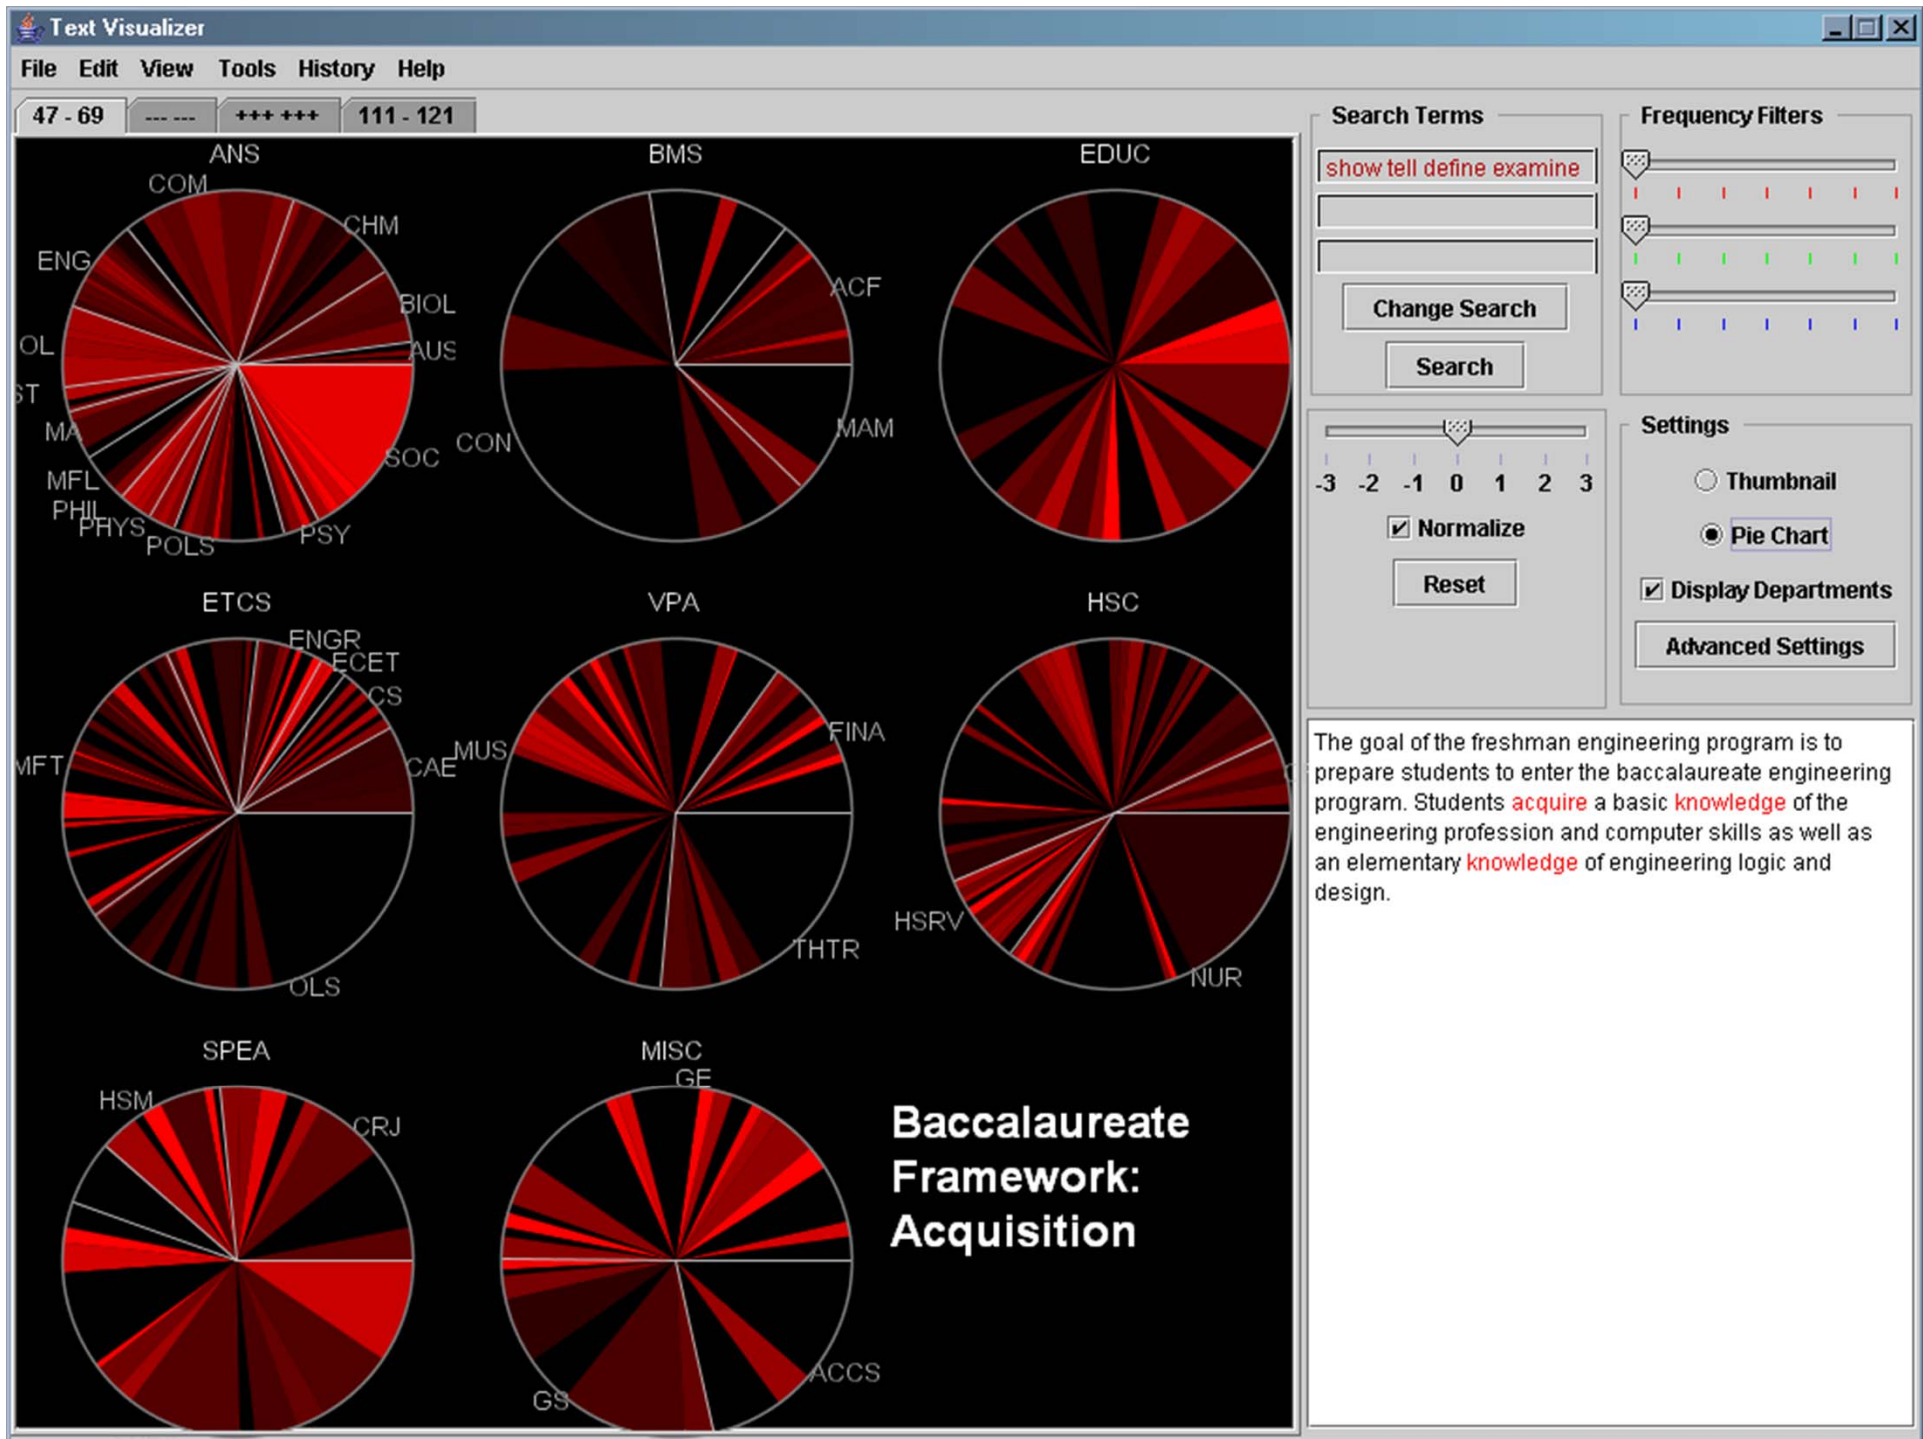 Text Visualizer
File Edit View Tools History Help
47 - 69 --- --- +++ +++ 111 - 121
ANS
COM
CHM
ENG
BIOL
OL
AUS
ST
MA
SOC
MFL
PHIL
PHYS
POLS
PSY
BMS
ACF
CON
MAM
EDUC
ETCS
ENGR
ECET
CS
MFT
CAE
OLS
VPA
MUS
FINA
THTR
HSC
HSRV
NUR
SPEA
HSM
CRJ
MISC
GE
GS
ACCS
Baccalaureate
Framework:
Acquisition
Search Terms
show tell define examine
Change Search
Search
Frequency Filters
-3 -2 -1 0 1 2 3
Normalize
Reset
Settings
Thumbnail
Pie Chart
Display Departments
Advanced Settings
The goal of the freshman engineering program is to
prepare students to enter the baccalaureate engineering
program. Students acquire a basic knowledge of the
engineering profession and computer skills as well as
an elementary knowledge of engineering logic and
design.